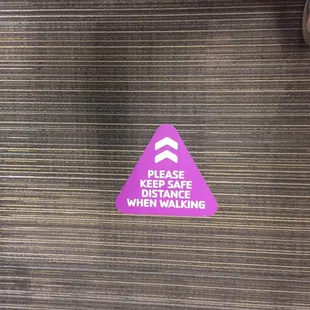 PLEASE
KEEP SAFE
DISTANCE
WHEN WALKING